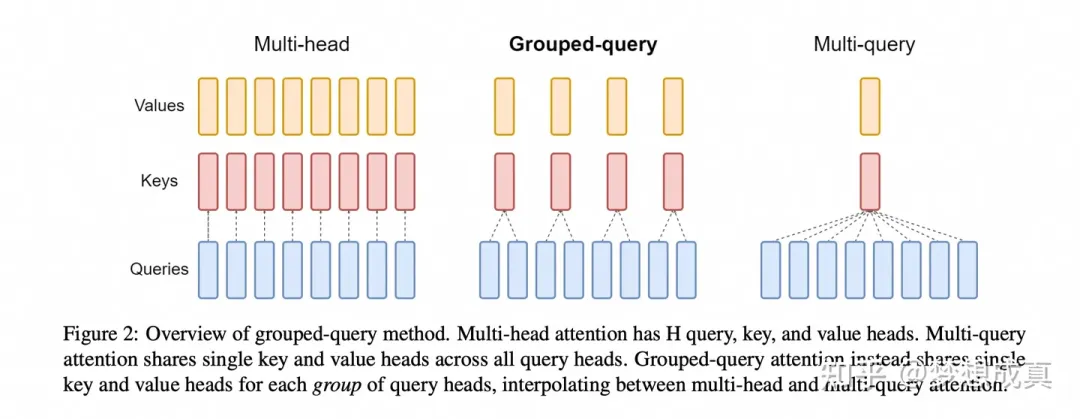 Multi-head Grouped-query Multi-query
Values
Keys
Queries
Figure 2: Overview of grouped-query method. Multi-head attention has H query, key, and value heads. Multi-query
attention shares single key and value heads across all query heads. Grouped-query attention instead shares single
key and value heads for each group of query heads, interpolating between multi-head and multi-query attention.
知乎 @梦想成真